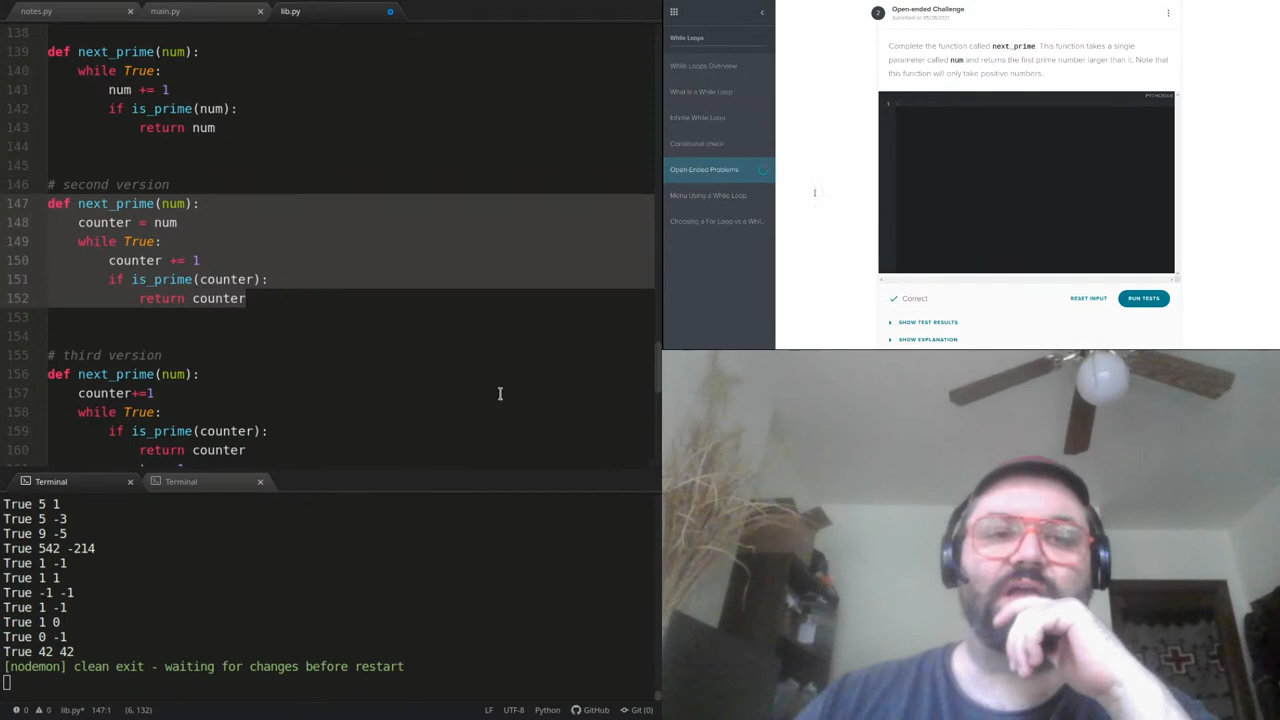 notes.py
main.py
lib.py
138
139 def next_prime(num):
140 while True:
141 num += 1
142 if is_prime(num):
143 return num
144
145
146 # second version
147 def next_prime(num):
148 counter = num
149 while True:
150 counter += 1
151 if is_prime(counter):
152 return counter
153
154
155 # third version
156 def next_prime(num):
157 counter+=1
158 while True:
159 if is_prime(counter):
160 return counter
Terminal
Terminal
True 5 1
True 5 -3
True 9 -5
True 542 -214
True 1 -1
True 1 1
True -1 -1
True 1 -1
True 1 0
True 0 -1
True 42 42
[nodemon] clean exit - waiting for changes before restart
0 0 lib.py* 147:1 (6, 132)
LF UTF-8 Python GitHub Git (0)
While Loops
While Loops Overview
What is a While Loop
Infinite While Loop
Conditional check
Open Ended Problems
Menu Using a While Loop
Choosing a For Loop vs a Whil...
2 Open-ended Challenge
Submitted on 05/26/2021
Complete the function called next_prime. This function takes a single
parameter called num and returns the first prime number larger than it. Note that
this function will only take positive numbers.
1
Correct
RESET INPUT
RUN TESTS
SHOW TEST RESULTS
SHOW EXPLANATION